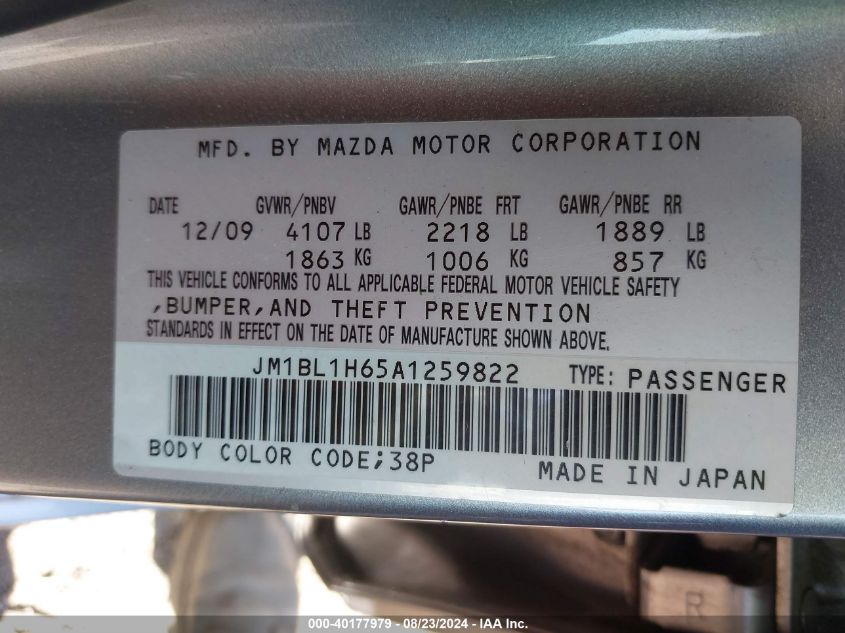 MFD. BY MAZDA MOTOR CORPORATION
DATE GVWR/PNBV GAWR/PNBE FRT GAWR/PNBE RR
12/09 4107 LB 2218 LB 1889 LB
1863 KG 1006 KG 857 KG
THIS VEHICLE CONFORMS TO ALL APPLICABLE FEDERAL MOTOR VEHICLE SAFETY
,BUMPER,AND THEFT PREVENTION
STANDARDS IN EFFECT ON THE DATE OF MANUFACTURE SHOWN ABOVE.
JM1BL1H65A1259822 TYPE: PASSENGER
BODY COLOR CODE;38P
MADE IN JAPAN
R
000-40177979 - 08/23/2024 - IAA Inc.